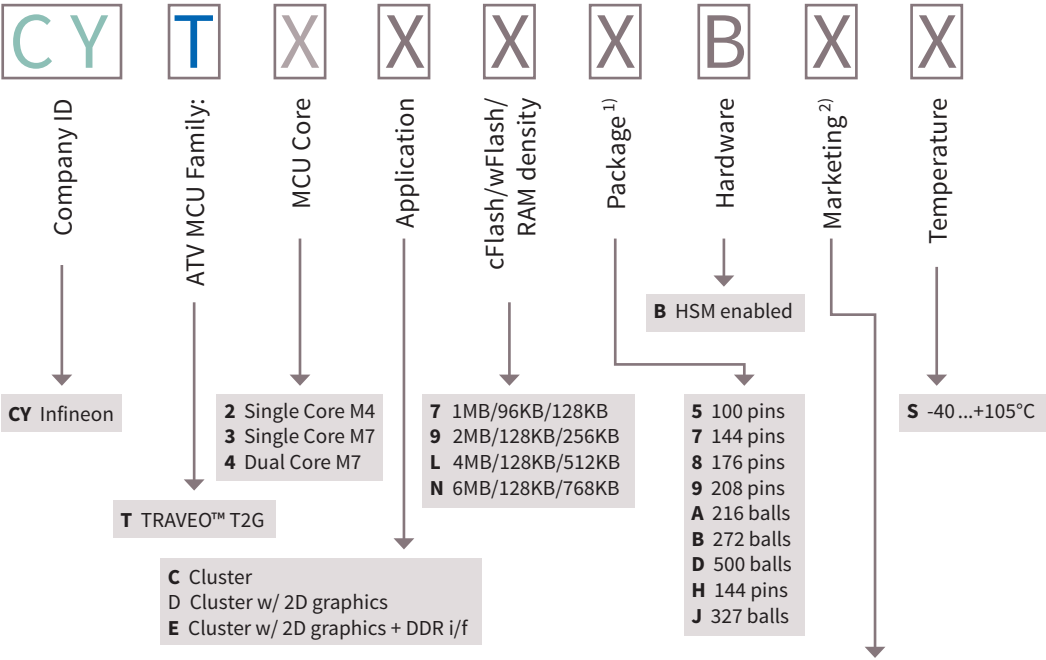 CY T X X X X B X X
Company ID
ATV MCU Family:
MCU Core
Application
cFlash/wFlash/
RAM density
Package 1)
Hardware
Marketing 2)
Temperature
B HSM enabled
CY Infineon
2 Single Core M4
3 Single Core M7
4 Dual Core M7
7 1MB/96KB/128KB
9 2MB/128KB/256KB
L 4MB/128KB/512KB
N 6MB/128KB/768KB
5 100 pins
7 144 pins
8 176 pins
9 208 pins
A 216 balls
B 272 balls
D 500 balls
H 144 pins
J 327 balls
S -40 ...+105°C
T TRAVEO™ T2G
C Cluster
D Cluster w/ 2D graphics
E Cluster w/ 2D graphics + DDR i/f